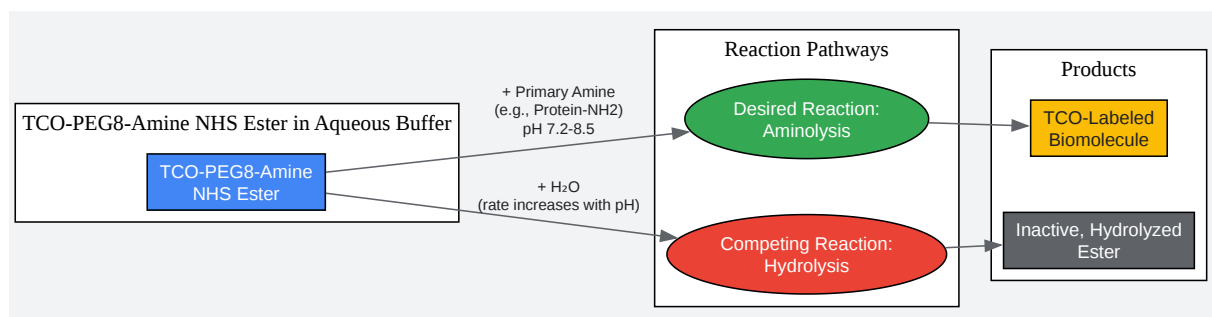 TCO-PEG8-Amine NHS Ester in Aqueous Buffer
TCO-PEG8-Amine
NHS Ester
+ Primary Amine
(e.g., Protein-NH2)
pH 7.2-8.5
+ H₂O
(rate increases with pH)
Reaction Pathways
Desired Reaction:
Aminolysis
Competing Reaction:
Hydrolysis
Products
TCO-Labeled
Biomolecule
Inactive, Hydrolyzed
Ester